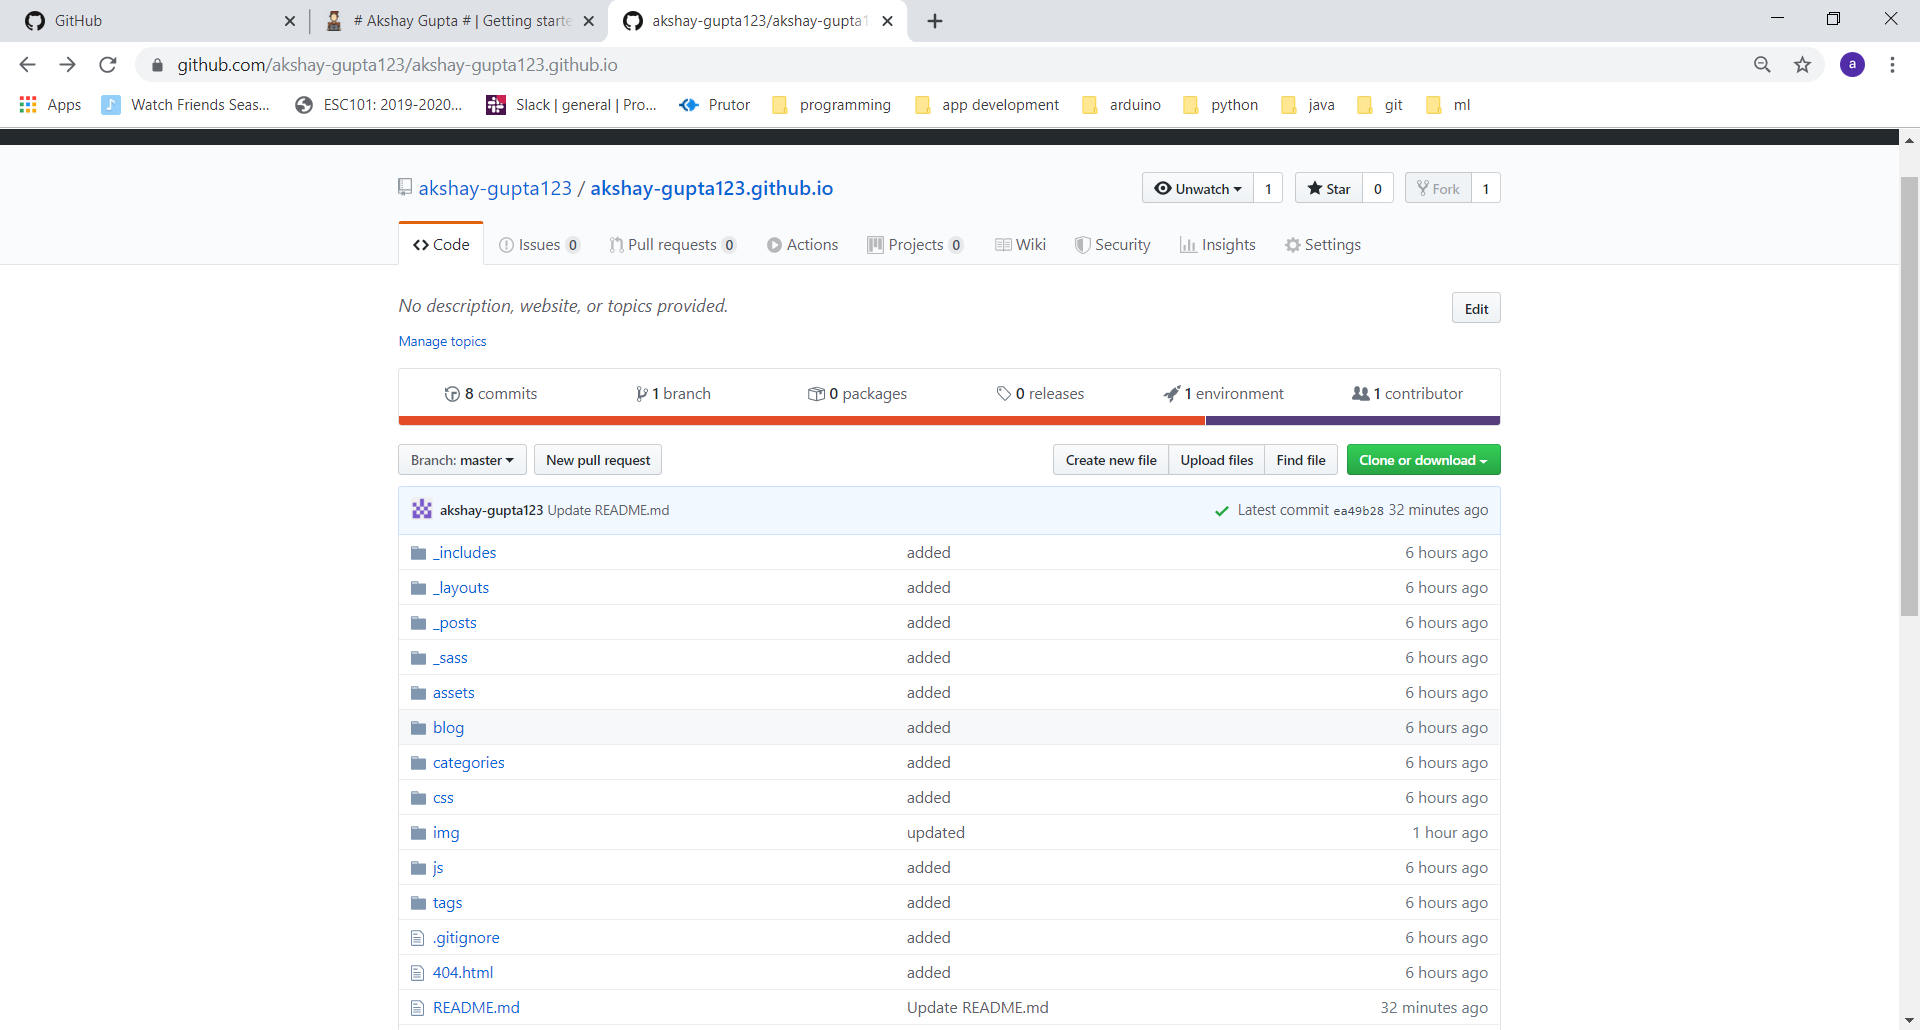 GitHub
# Akshay Gupta # | Getting starte
akshay-gupta123/akshay-gupta1
github.com/akshay-gupta123/akshay-gupta123.github.io
a
Apps Watch Friends Seas... ESC101: 2019-2020... Slack | general | Pro... Prutor programming app development arduino python java git ml
akshay-gupta123 / akshay-gupta123.github.io
Unwatch 1 Star 0 Fork 1
Code Issues 0 Pull requests 0 Actions Projects 0 Wiki Security Insights Settings
No description, website, or topics provided.
Edit
Manage topics
8 commits 1 branch 0 packages 0 releases 1 environment 1 contributor
Branch: master New pull request Create new file Upload files Find file Clone or download
akshay-gupta123 Update README.md Latest commit ea49b28 32 minutes ago
_includes added 6 hours ago
_layouts added 6 hours ago
_posts added 6 hours ago
_sass added 6 hours ago
assets added 6 hours ago
blog added 6 hours ago
categories added 6 hours ago
css added 6 hours ago
img updated 1 hour ago
js added 6 hours ago
tags added 6 hours ago
.gitignore added 6 hours ago
404.html added 6 hours ago
README.md Update README.md 32 minutes ago